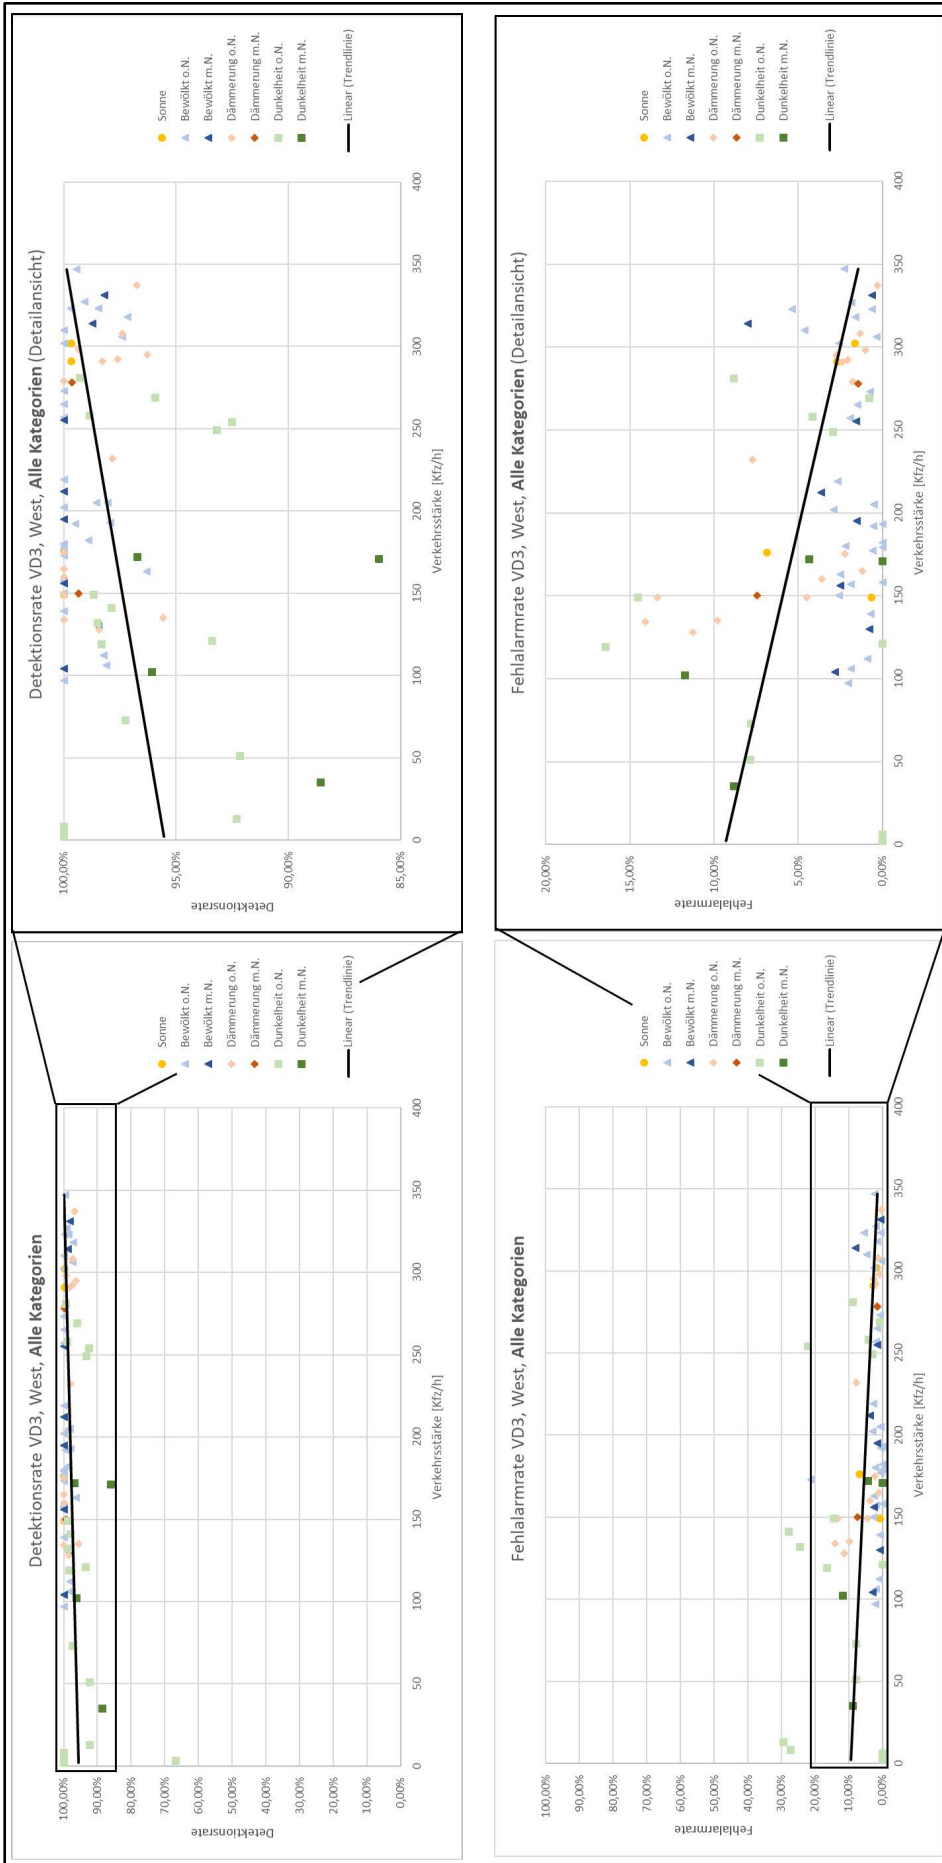 Detektionsrate VD3, West, Alle Kategorien
100,00%
90,00%
80,00%
70,00%
60,00%
50,00%
40,00%
30,00%
20,00%
10,00%
0,00%
Detektionsrate
0 50 100 150 200 250 300 350 400
Verkehrsstärke [Kfz/h]
Sonne
Bewölkt o.N.
Bewölkt m.N.
Dämmerung o.N.
Dämmerung m.N.
Dunkelheit o.N.
Dunkelheit m.N.
Linear (Trendlinie)
Detektionsrate VD3, West, Alle Kategorien (Detailansicht)
100,00%
95,00%
90,00%
85,00%
Detektionsrate
0 50 100 150 200 250 300 350 400
Verkehrsstärke [Kfz/h]
Sonne
Bewölkt o.N.
Bewölkt m.N.
Dämmerung o.N.
Dämmerung m.N.
Dunkelheit o.N.
Dunkelheit m.N.
Linear (Trendlinie)
Fehlalarmrate VD3, West, Alle Kategorien
100,00%
90,00%
80,00%
70,00%
60,00%
50,00%
40,00%
30,00%
20,00%
10,00%
0,00%
Fehlalarmrate
0 50 100 150 200 250 300 350 400
Verkehrsstärke [Kfz/h]
Sonne
Bewölkt o.N.
Bewölkt m.N.
Dämmerung o.N.
Dämmerung m.N.
Dunkelheit o.N.
Dunkelheit m.N.
Linear (Trendlinie)
Fehlalarmrate VD3, West, Alle Kategorien (Detailansicht)
20,00%
15,00%
10,00%
5,00%
0,00%
Fehlalarmrate
0 50 100 150 200 250 300 350 400
Verkehrsstärke [Kfz/h]
Sonne
Bewölkt o.N.
Bewölkt m.N.
Dämmerung o.N.
Dämmerung m.N.
Dunkelheit o.N.
Dunkelheit m.N.
Linear (Trendlinie)